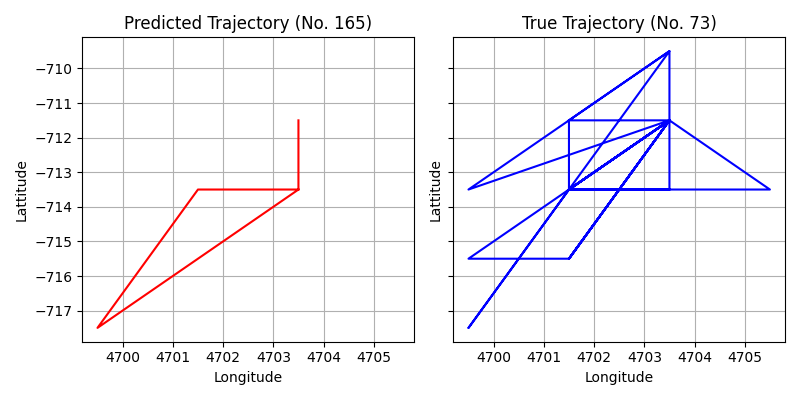 Predicted Trajectory (No. 165)
True Trajectory (No. 73)
−710
−711
−712
−713
−714
−715
−716
−717
Lattitude
Lattitude
4700 4701 4702 4703 4704 4705
4700 4701 4702 4703 4704 4705
Longitude
Longitude